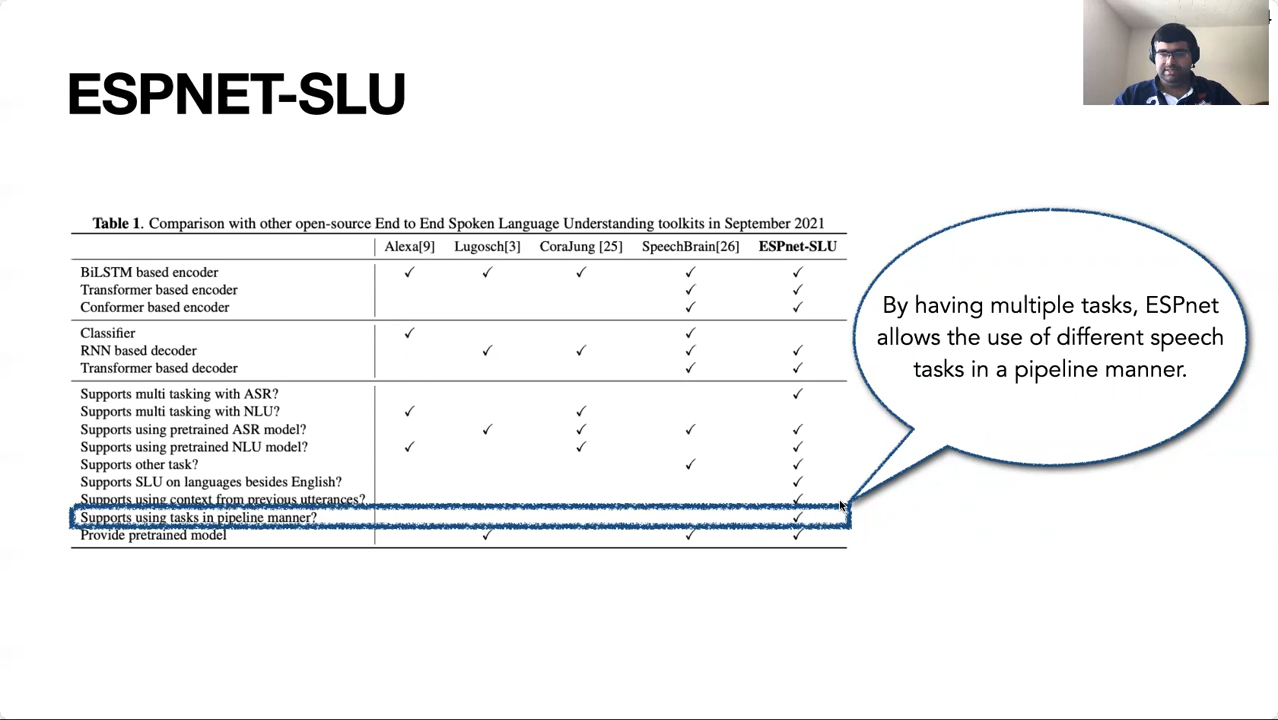 ESPNET-SLU
Table 1. Comparison with other open-source End to End Spoken Language Understanding toolkits in September 2021
Alexa[9] Lugosch[3] CoraJung [25] SpeechBrain[26] ESPnet-SLU
BiLSTM based encoder ✓ ✓ ✓ ✓ ✓
Transformer based encoder ✓ ✓
Conformer based encoder ✓ ✓
Classifier ✓ ✓
RNN based decoder ✓ ✓ ✓ ✓
Transformer based decoder ✓ ✓
Supports multi tasking with ASR? ✓
Supports multi tasking with NLU? ✓ ✓
Supports using pretrained ASR model? ✓ ✓ ✓ ✓
Supports using pretrained NLU model? ✓ ✓ ✓
Supports other task? ✓ ✓
Supports SLU on languages besides English? ✓
Supports using context from previous utterances? ✓
Supports using tasks in pipeline manner? ✓
Provide pretrained model ✓ ✓ ✓
By having multiple tasks, ESPnet
allows the use of different speech
tasks in a pipeline manner.